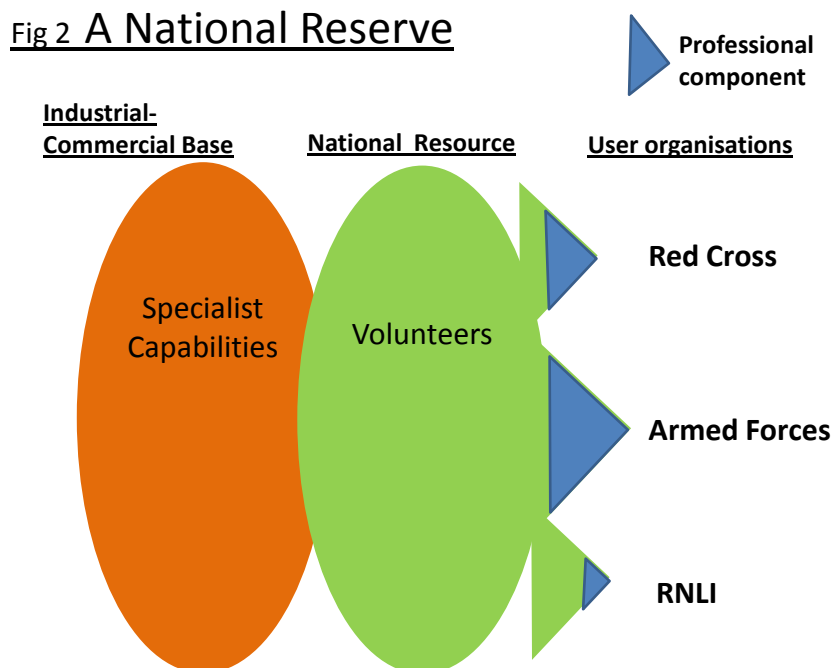 Fig 2 A National Reserve
Professional
component
Industrial-
Commercial Base
National Resource
User organisations
Specialist
Capabilities
Volunteers
Red Cross
Armed Forces
RNLI